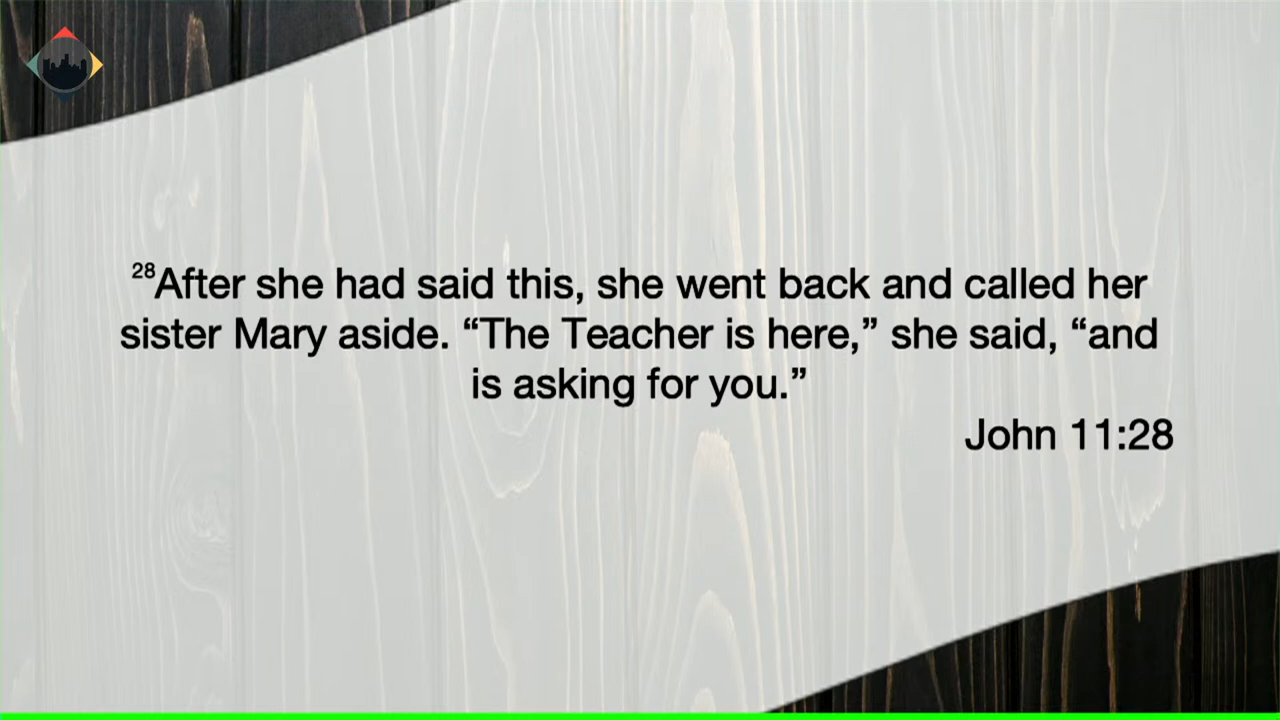 28After she had said this, she went back and called her
sister Mary aside. “The Teacher is here,” she said, “and
is asking for you.”
John 11:28